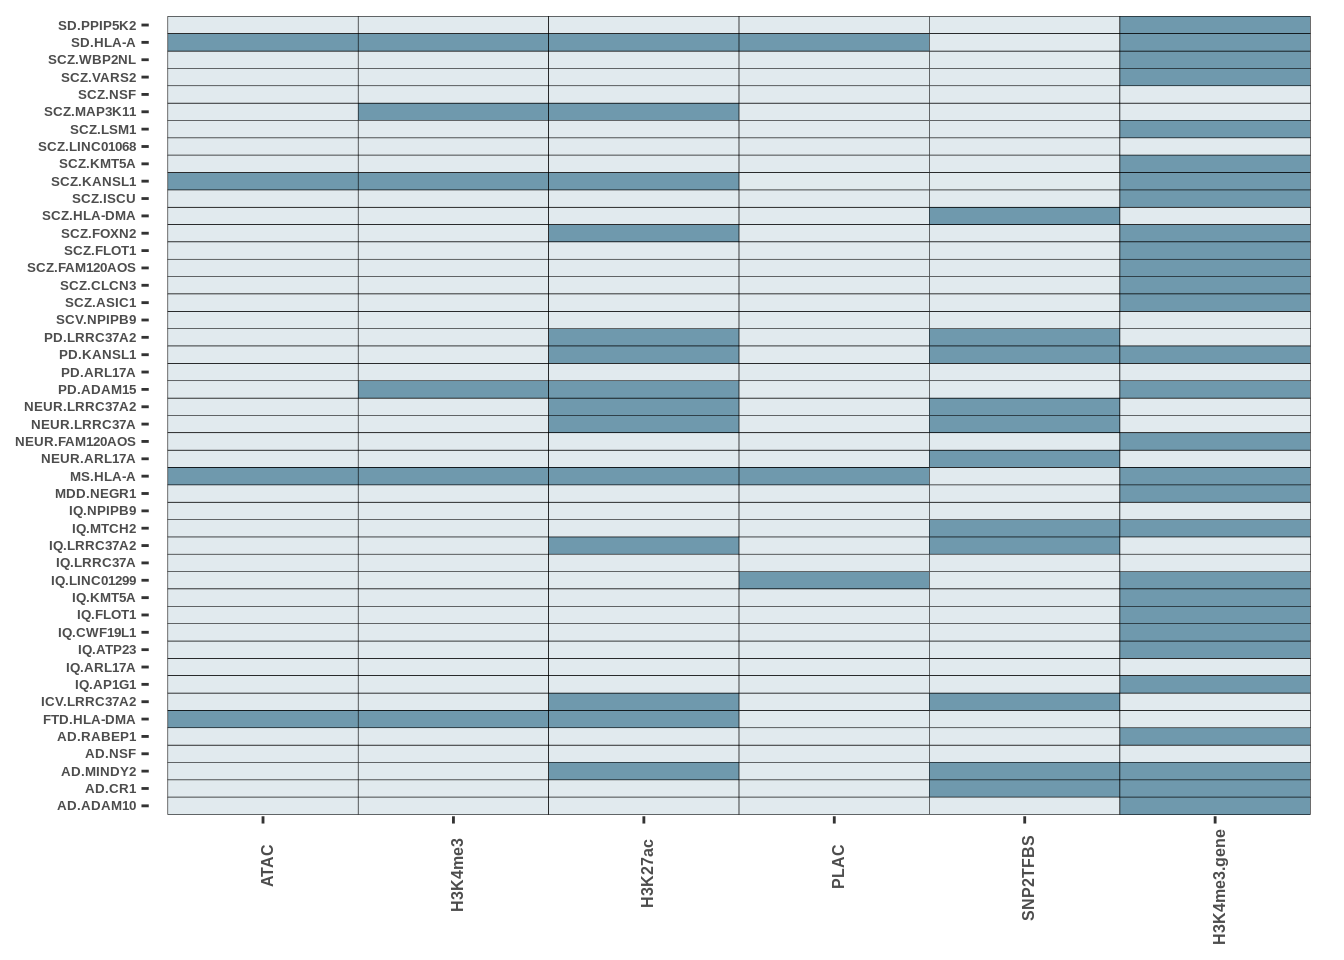 SD.PPIP5K2
SD.HLA-A
SCZ.WBP2NL
SCZ.VARS2
SCZ.NSF
SCZ.MAP3K11
SCZ.LSM1
SCZ.LINC01068
SCZ.KMT5A
SCZ.KANSL1
SCZ.ISCU
SCZ.HLA-DMA
SCZ.FOXN2
SCZ.FLOT1
SCZ.FAM120AOS
SCZ.CLCN3
SCZ.ASIC1
SCV.NPIPB9
PD.LRRC37A2
PD.KANSL1
PD.ARL17A
PD.ADAM15
NEUR.LRRC37A2
NEUR.LRRC37A
NEUR.FAM120AOS
NEUR.ARL17A
MS.HLA-A
MDD.NEGR1
IQ.NPIPB9
IQ.MTCH2
IQ.LRRC37A2
IQ.LRRC37A
IQ.LINC01299
IQ.KMT5A
IQ.FLOT1
IQ.CWF19L1
IQ.ATP23
IQ.ARL17A
IQ.AP1G1
ICV.LRRC37A2
FTD.HLA-DMA
AD.RABEP1
AD.NSF
AD.MINDY2
AD.CR1
AD.ADAM10
ATAC
H3K4me3
H3K27ac
PLAC
SNP2TFBS
H3K4me3.gene